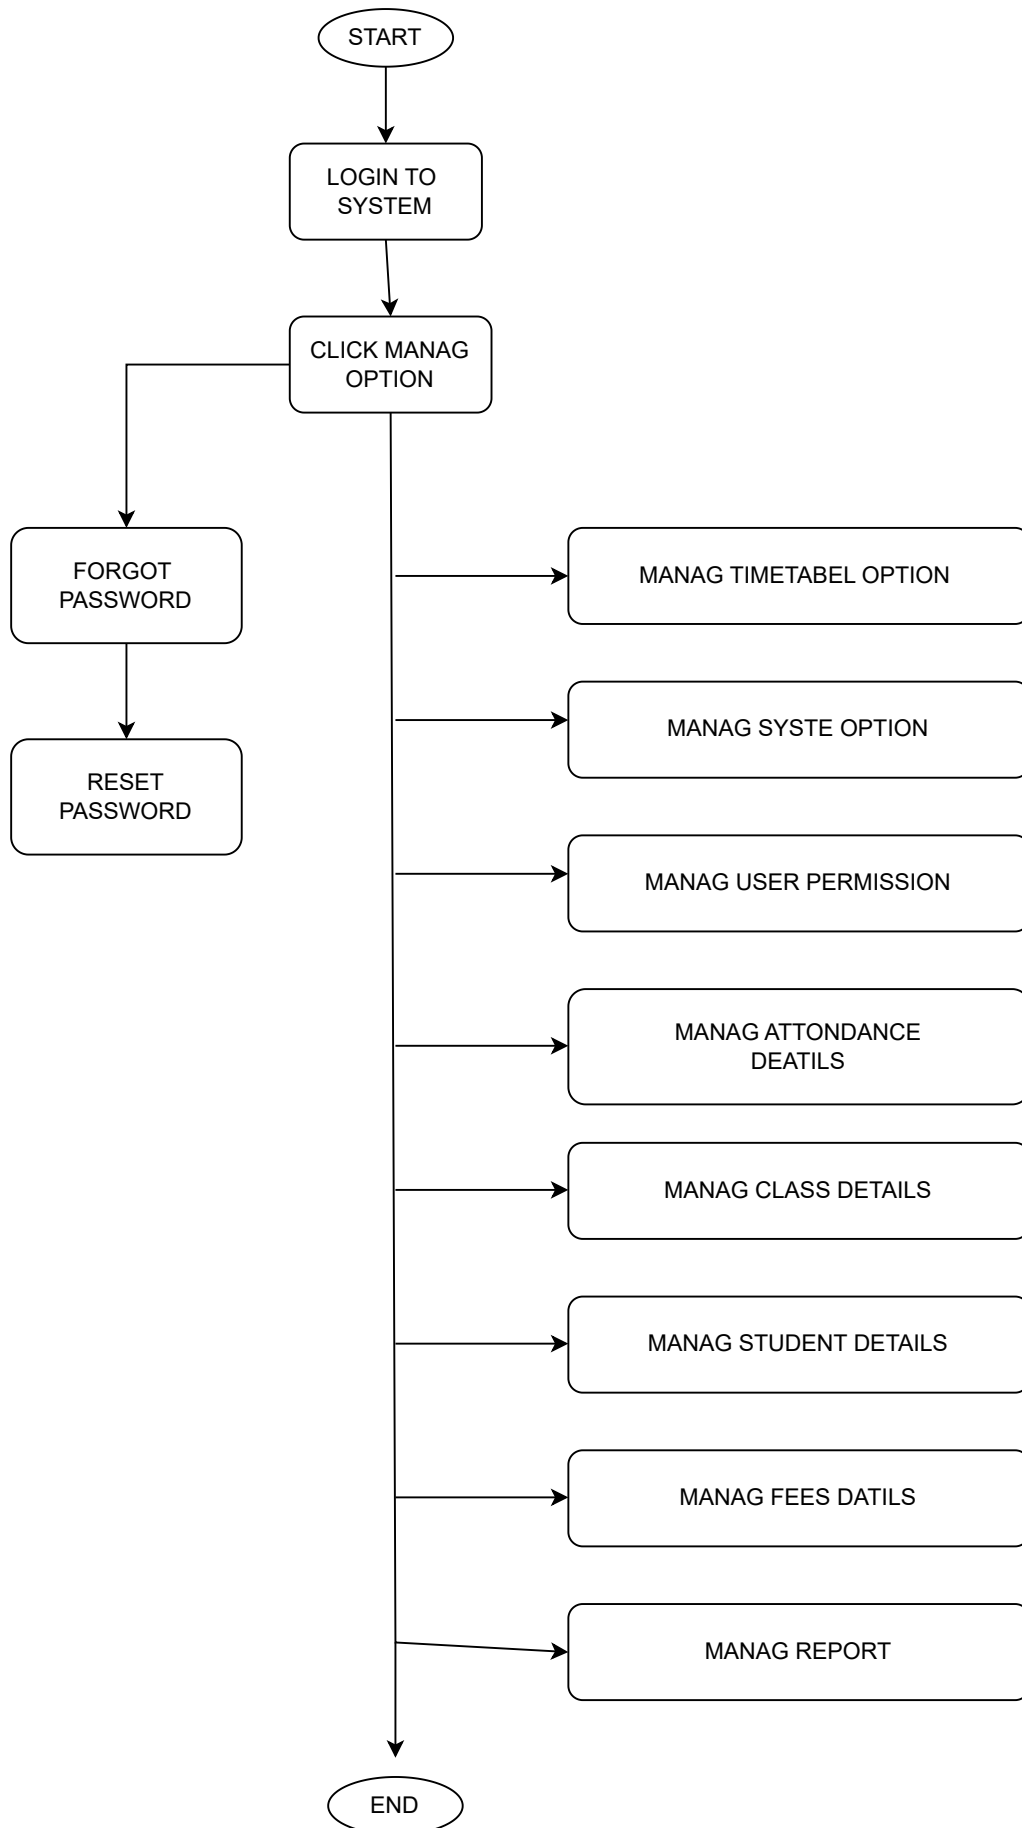 START
LOGIN TO
SYSTEM
CLICK MANAG
OPTION
FORGOT
PASSWORD
RESET
PASSWORD
MANAG TIMETABEL OPTION
MANAG SYSTE OPTION
MANAG USER PERMISSION
MANAG ATTONDANCE
DEATILS
MANAG CLASS DETAILS
MANAG STUDENT DETAILS
MANAG FEES DATILS
MANAG REPORT
END